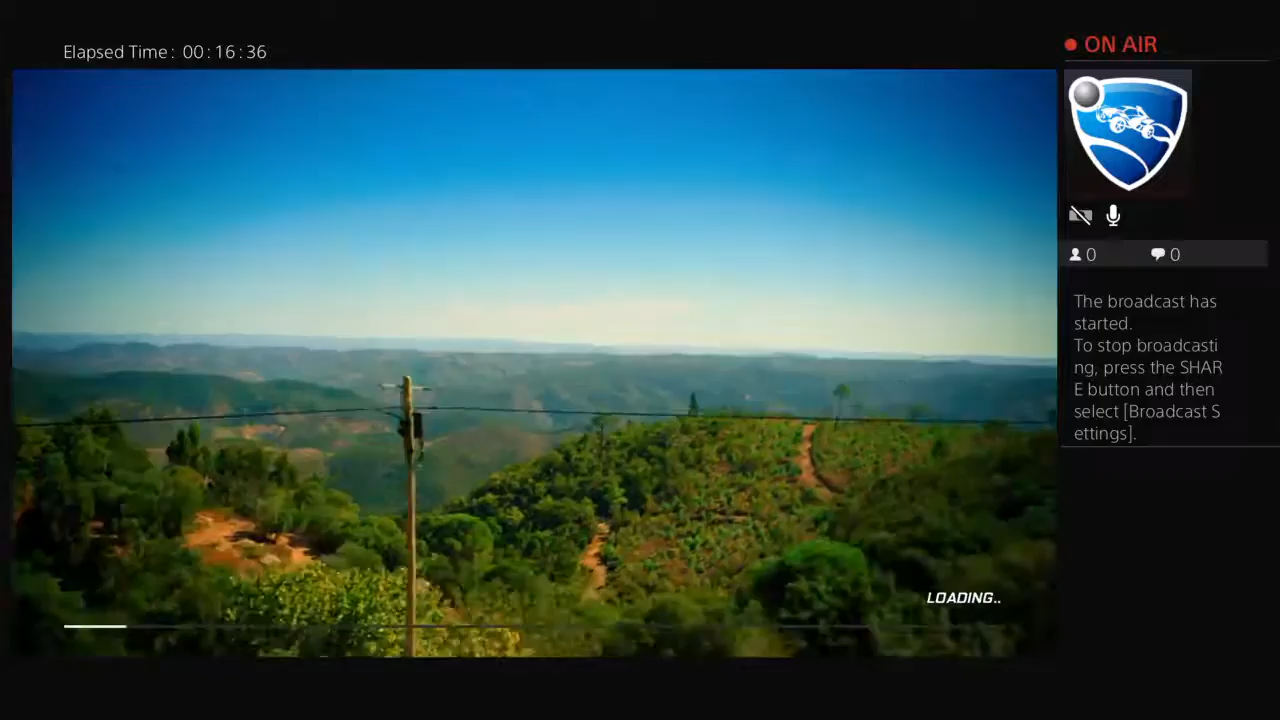 Elapsed Time: 00:16:36
ON AIR
0
0
The broadcast has
started.
To stop broadcasti
ng, press the SHAR
E button and then
select [Broadcast S
ettings].
LOADING..